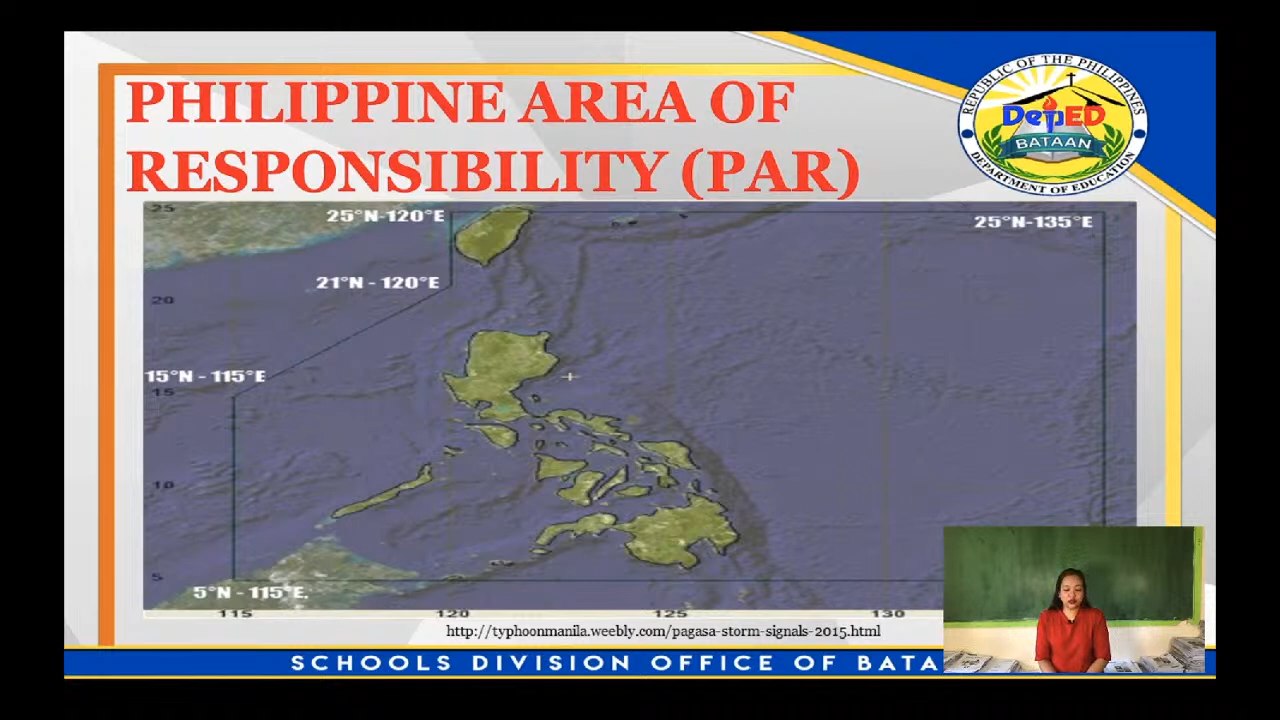 PHILIPPINE AREA OF
RESPONSIBILITY (PAR)
REPUBLIC OF THE PHILIPPINES
DepED
BATAAN
DEPARTMENT OF EDUCATION
25
25°N-120°E
25°N-135°E
21°N - 120°E
20
15°N - 115°E
15
10
5
5°N - 115°E.
115
120
125
130
http://typhoonmanila.weebly.com/pagasa-storm-signals-2015.html
SCHOOLS DIVISION OFFICE OF BATA